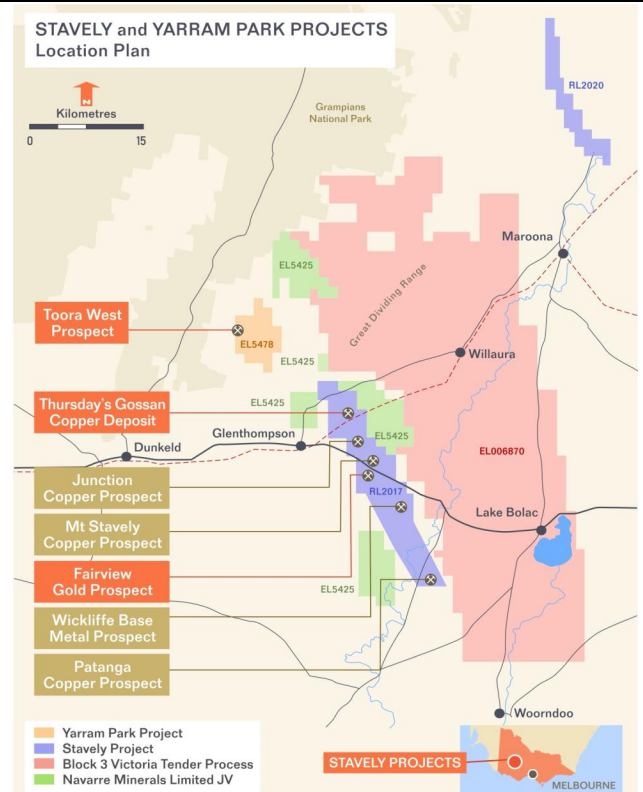 STAVELY and YARRAM PARK PROJECTS
Location Plan
N
Kilometres
0 15
Grampians
National Park
RL2020
Maroona
EL5425
Great Dividing Range
Toora West
Prospect
EL5478
EL5425
Willaura
Thursday's Gossan
Copper Deposit
EL5425
Glenthompson
EL5425
Dunkeld
EL006870
Junction
Copper Prospect
RL2017
Mt Stavely
Copper Prospect
Lake Bolac
Fairview
Gold Prospect
EL5425
Wickliffe Base
Metal Prospect
Patanga
Copper Prospect
Woorndoo
Yarram Park Project
Stavely Project
Block 3 Victoria Tender Process
Navarre Minerals Limited JV
STAVELY PROJECTS
MELBOURNE